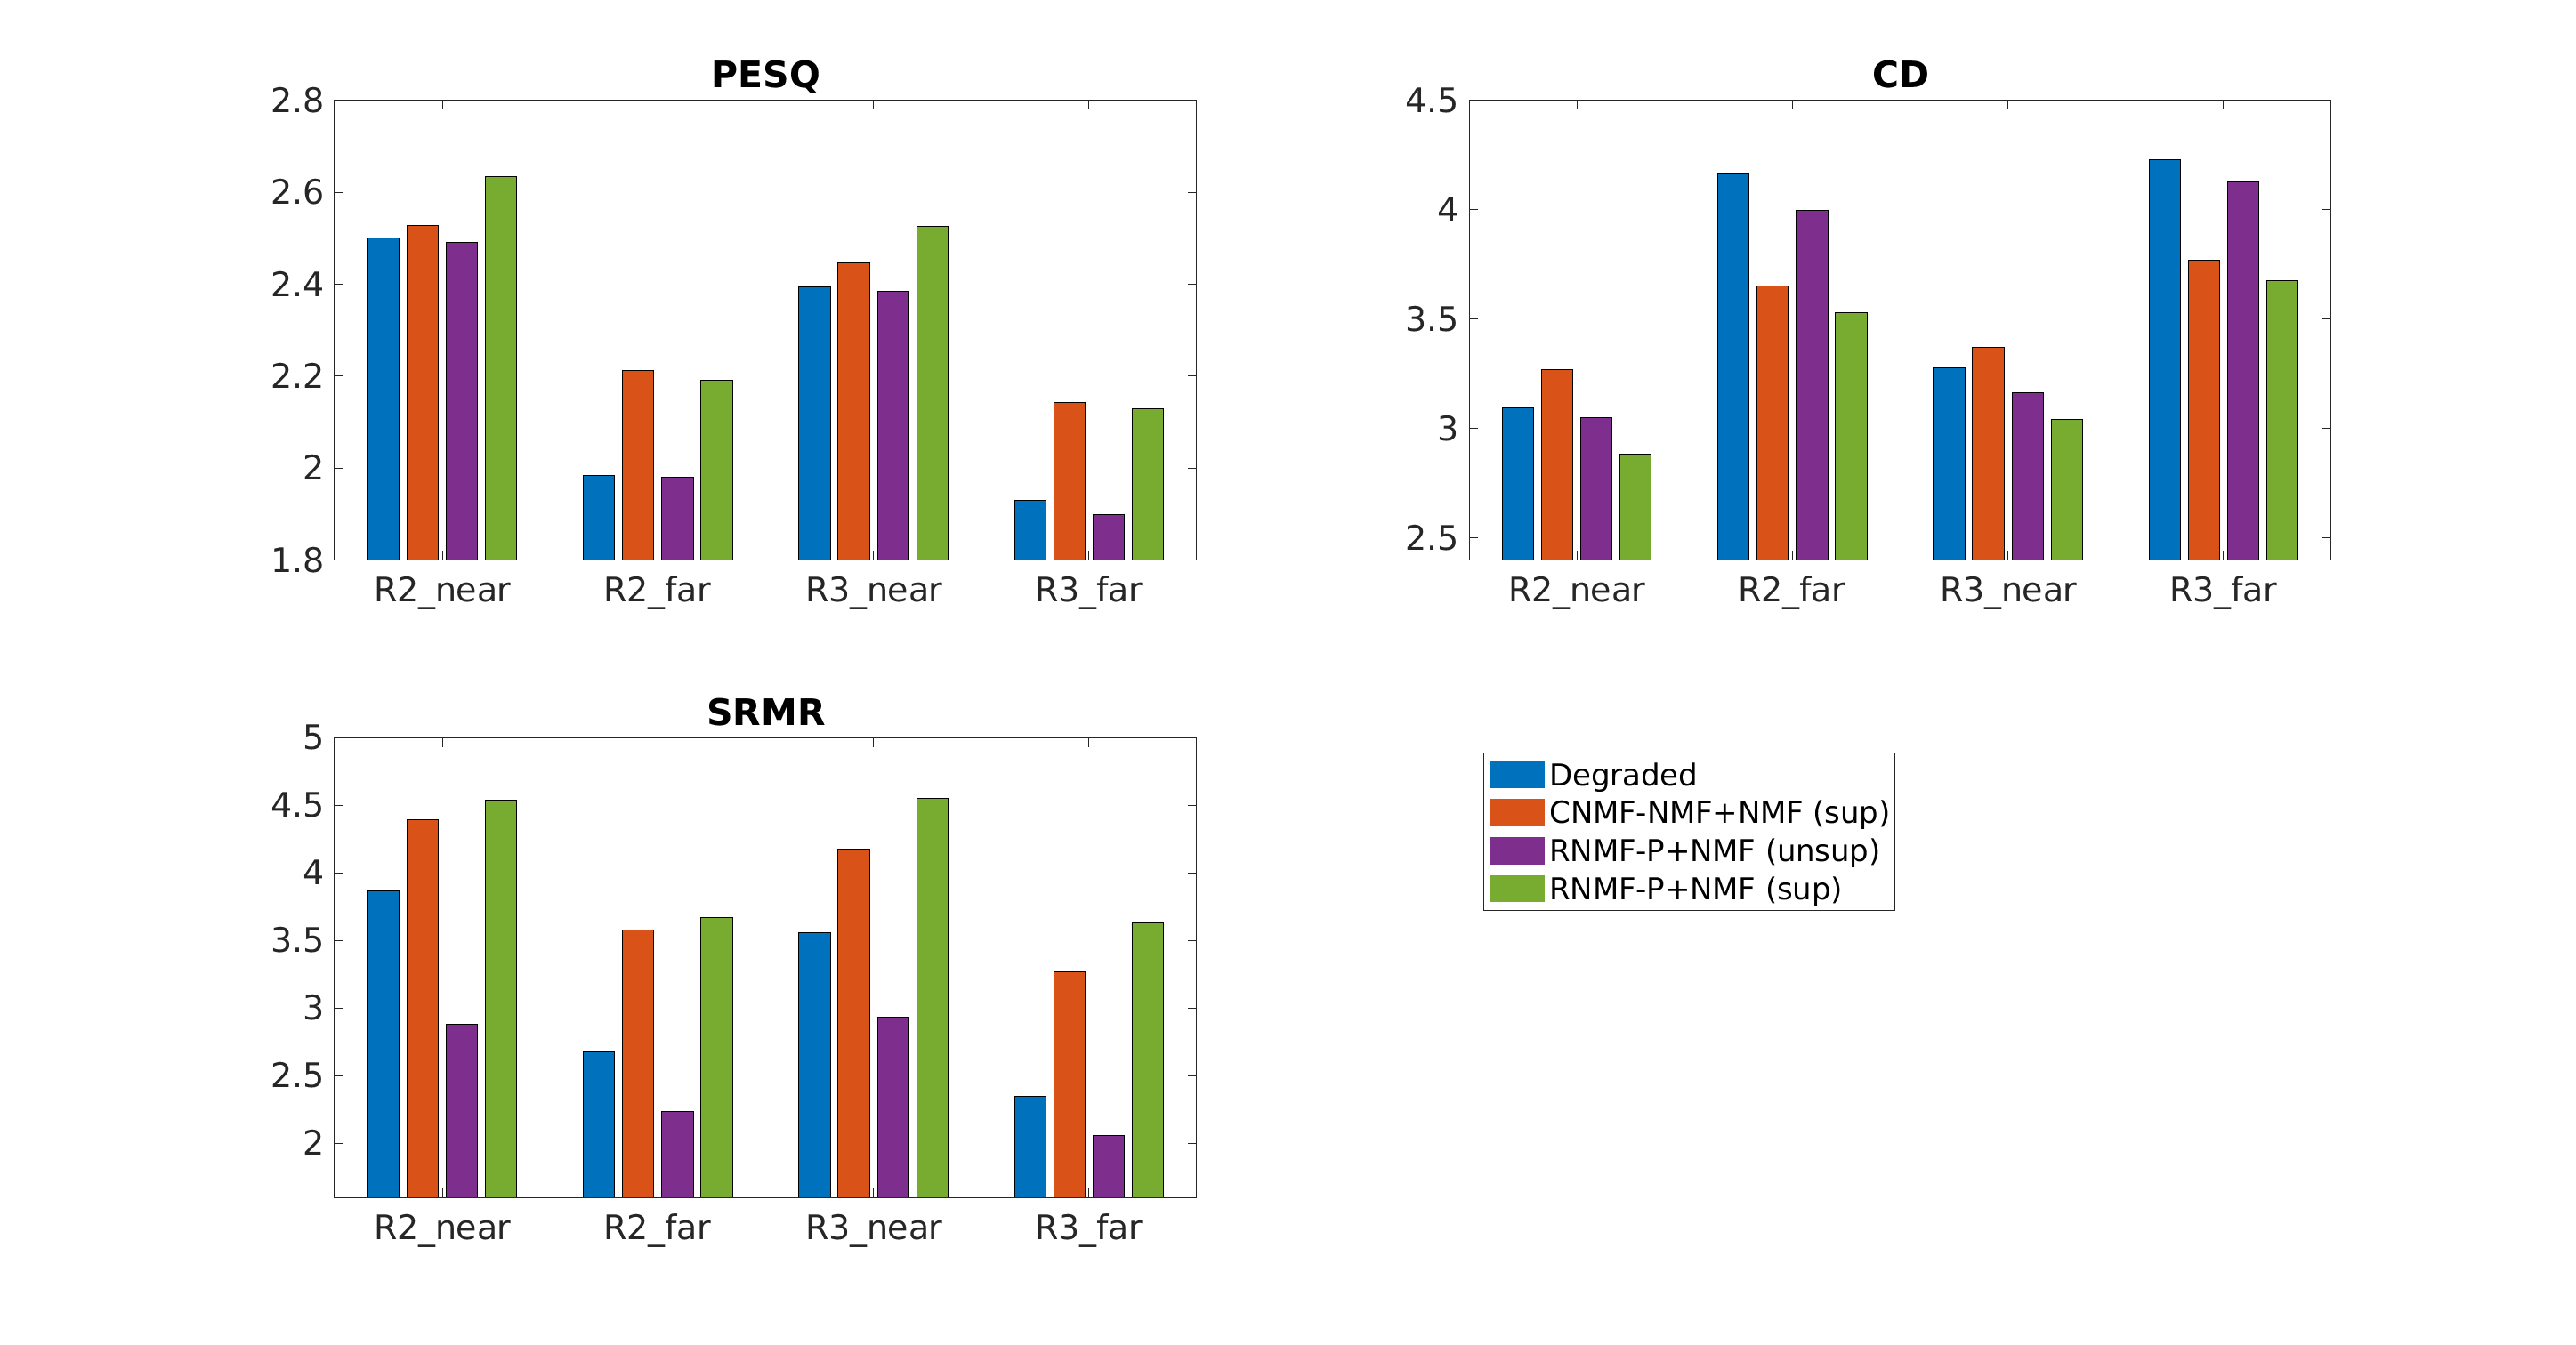 PESQ
2.8
2.6
2.4
2.2
2
1.8
R2_near R2_far R3_near R3_far
CD
4.5
4
3.5
3
2.5
R2_near R2_far R3_near R3_far
SRMR
5
4.5
4
3.5
3
2.5
2
R2_near R2_far R3_near R3_far
Degraded
CNMF-NMF+NMF (sup)
RNMF-P+NMF (unsup)
RNMF-P+NMF (sup)